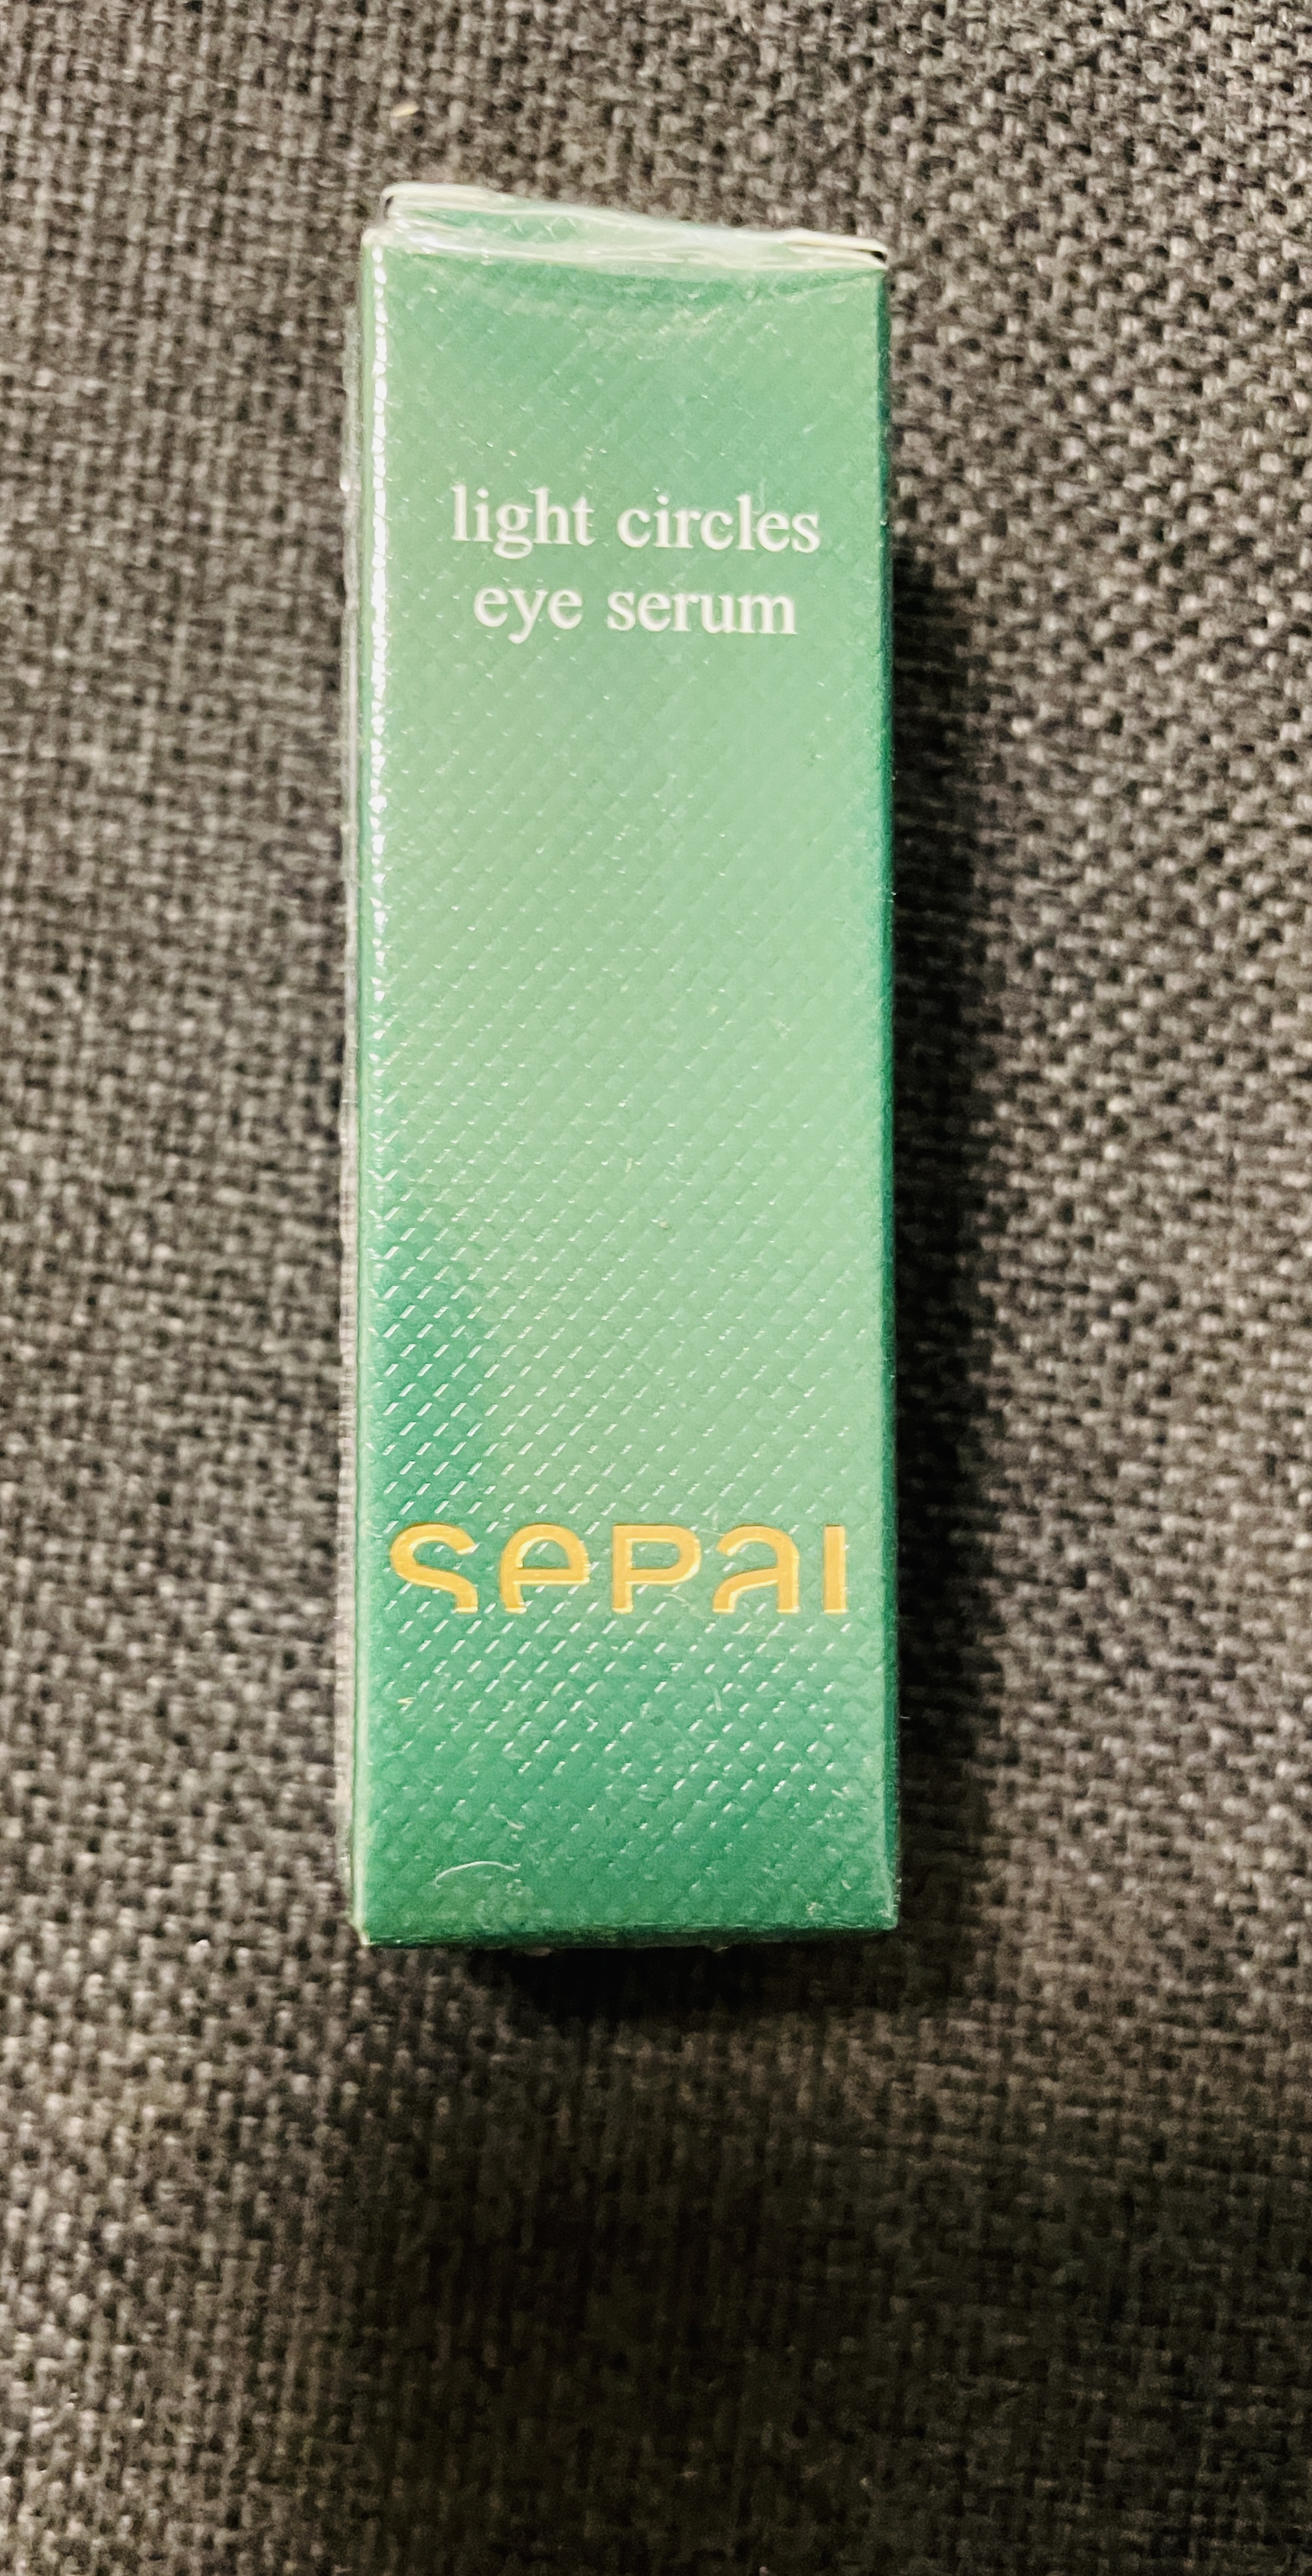 light circles
eye serum
sepai